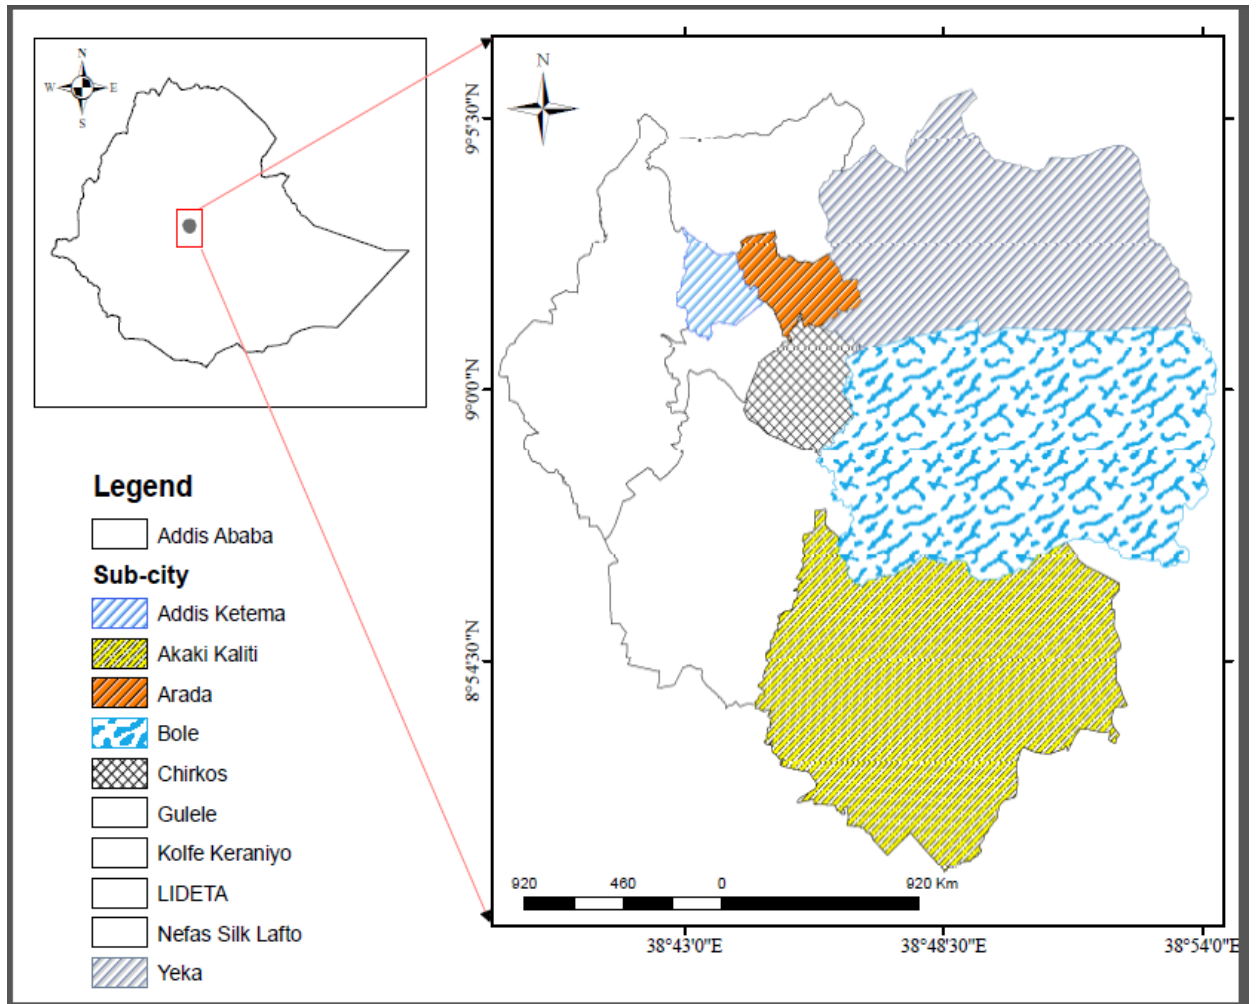 N
W E
S
N
9°5'30"N
9°0'0"N
8°54'30"N
Legend
Addis Ababa
Sub-city
Addis Ketema
Akaki Kaliti
Arada
Bole
Chirkos
Gulele
Kolfe Keraniyo
LIDETA
Nefas Silk Lafto
Yeka
920 460 0 920 Km
38°43'0"E 38°48'30"E 38°54'0"E